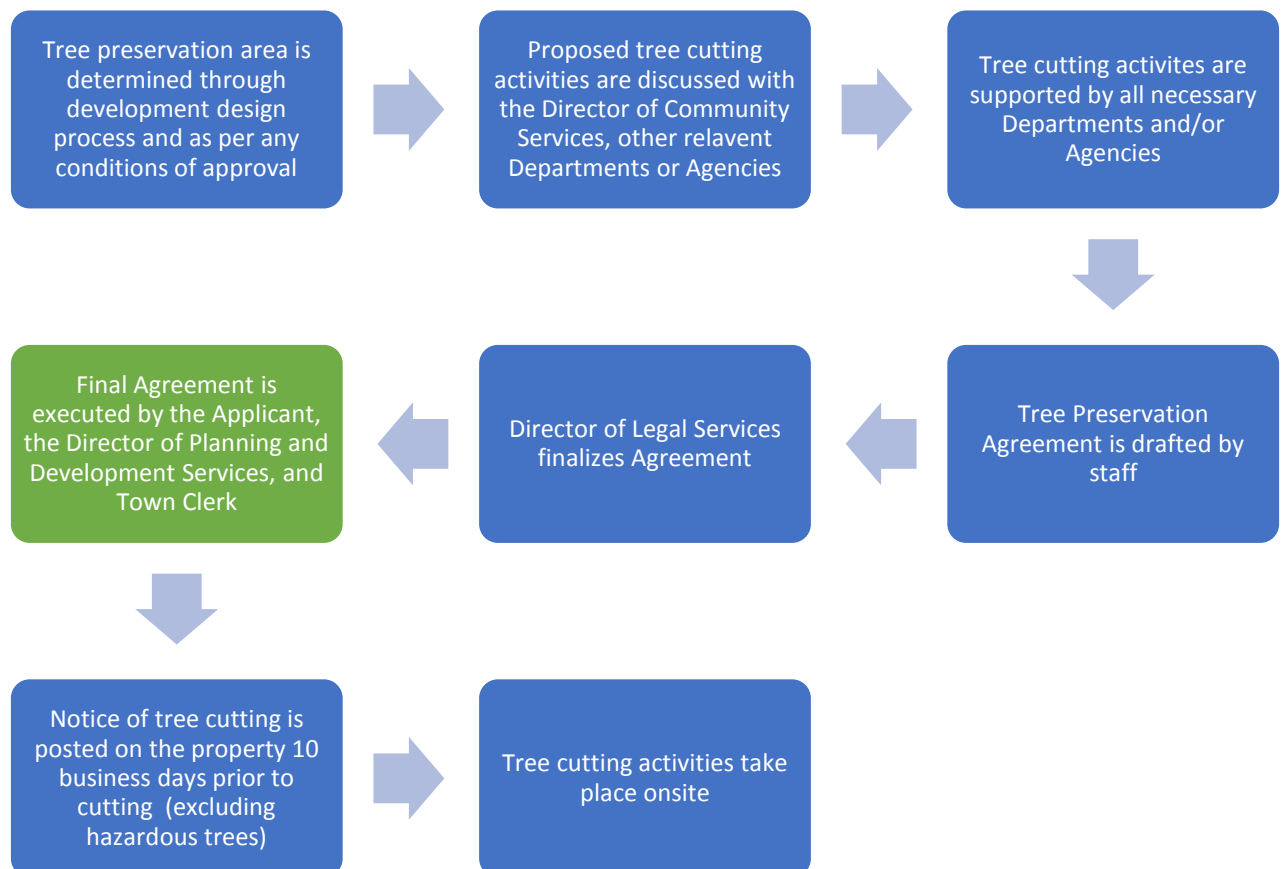 Tree preservation area is
determined through
development design
process and as per any
conditions of approval
Proposed tree cutting
activities are discussed with
the Director of Community
Services, other relavent
Departments or Agencies
Tree cutting activites are
supported by all necessary
Departments and/or
Agencies
Tree Preservation
Agreement is drafted by
staff
Director of Legal Services
finalizes Agreement
Final Agreement is
executed by the Applicant,
the Director of Planning and
Development Services, and
Town Clerk
Notice of tree cutting is
posted on the property 10
business days prior to
cutting (excluding
hazardous trees)
Tree cutting activities take
place onsite